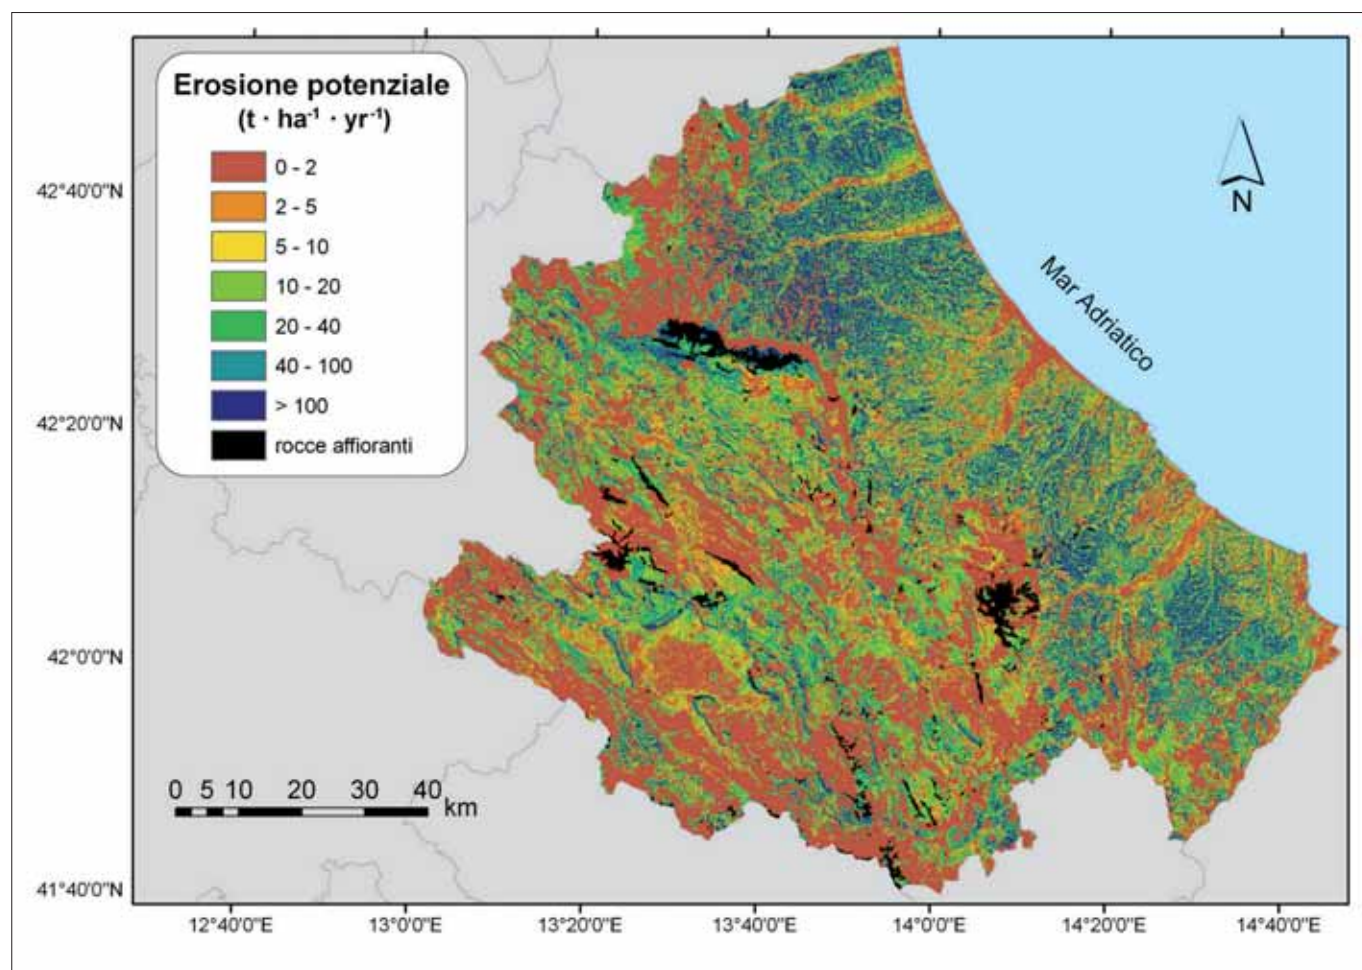 Erosione potenziale
(t · ha⁻¹ · yr⁻¹)
0 - 2
2 - 5
5 - 10
10 - 20
20 - 40
40 - 100
> 100
rocce affioranti
N
Mar Adriatico
42°40'0"N
42°20'0"N
42°0'0"N
41°40'0"N
0 5 10 20 30 40
km
12°40'0"E 13°00'0"E 13°20'0"E 13°40'0"E 14°0'0"E 14°20'0"E 14°40'0"E